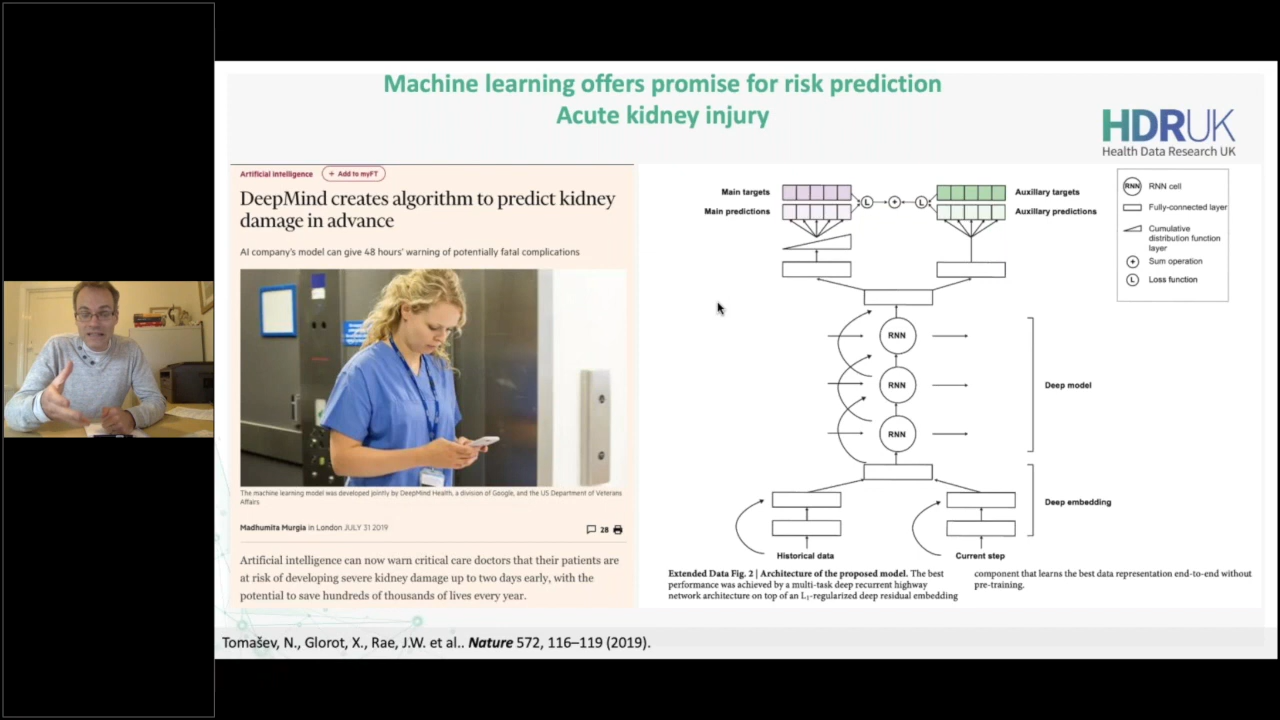 Machine learning offers promise for risk prediction
Acute kidney injury
HDRUK
Health Data Research UK
Artificial intelligence
+ Add to myFT
DeepMind creates algorithm to predict kidney
damage in advance
AI company's model can give 48 hours' warning of potentially fatal complications
The machine learning model was developed jointly by DeepMind Health, a division of Google, and the US Department of Veterans
Affairs
Madhumita Murgia in London JULY 31 2019
28
Artificial intelligence can now warn critical care doctors that their patients are
at risk of developing severe kidney damage up to two days early, with the
potential to save hundreds of thousands of lives every year.
Main targets
Main predictions
L
+
L
Auxillary targets
Auxillary predictions
RNN
RNN cell
Fully-connected layer
Cumulative
distribution function
layer
+
Sum operation
L
Loss function
RNN
RNN
RNN
Deep model
Deep embedding
Historical data
Current step
Extended Data Fig. 2 | Architecture of the proposed model. The best
performance was achieved by a multi-task deep recurrent highway
network architecture on top of an L1-regularized deep residual embedding
component that learns the best data representation end-to-end without
pre-training.
Tomašev, N., Glorot, X., Rae, J.W. et al.. Nature 572, 116–119 (2019).